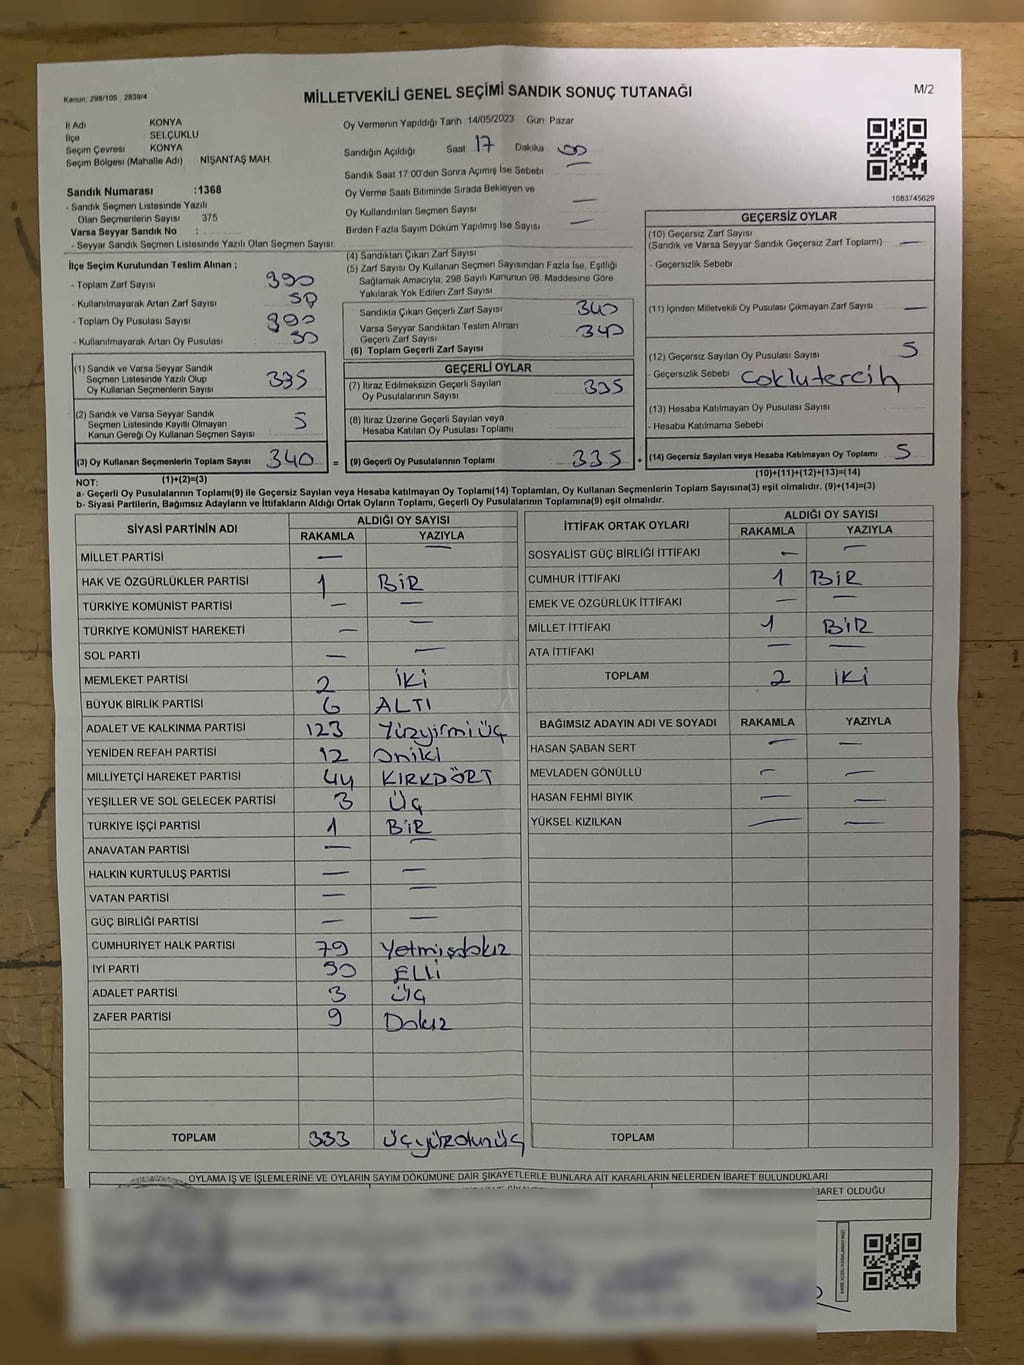 Kanun: 298/105 , 2839/4
MİLLETVEKİLİ GENEL SEÇİMİ SANDIK SONUÇ TUTANAĞI
M/2
İl Adı KONYA
İlçe SELÇUKLU
Seçim Çevresi KONYA
Seçim Bölgesi (Mahalle Adı) NİŞANTAŞ MAH.
Sandık Numarası :1368
- Sandık Seçmen Listesinde Yazılı
Olan Seçmenlerin Sayısı 375
Varsa Seyyar Sandık No :
- Seyyar Sandık Seçmen Listesinde Yazılı Olan Seçmen Sayısı:
Oy Vermenin Yapıldığı Tarih :14/05/2023 Gün: Pazar
Sandığın Açıldığı Saat 17 Dakika 00
Sandık Saat 17:00'den Sonra Açımış İse Sebebi
Oy Verme Saati Bitiminde Sırada Bekleyen ve
Oy Kullandırılan Seçmen Sayısı —
Birden Fazla Sayım Döküm Yapılmış İse Sayısı —
1083745629
İlçe Seçim Kurulundan Teslim Alınan ;
- Toplam Zarf Sayısı 390
- Kullanılmayarak Artan Zarf Sayısı 50
- Toplam Oy Pusulası Sayısı 390
- Kullanılmayarak Artan Oy Pusulası 50
(1) Sandık ve Varsa Seyyar Sandık
Seçmen Listesinde Yazılı Olup
Oy Kullanan Seçmenlerin Sayısı 335
(2) Sandık ve Varsa Seyyar Sandık
Seçmen Listesinde Kayıtlı Olmayan
Kanun Gereği Oy Kullanan Seçmen Sayısı 5
(3) Oy Kullanan Seçmenlerin Toplam Sayısı 340
(1)+(2)=(3)
(4) Sandıktan Çıkan Zarf Sayısı
(5) Zarf Sayısı Oy Kullanan Seçmen Sayısından Fazla İse, Eşitliği
Sağlamak Amacıyla; 298 Sayılı Kanunun 98. Maddesine Göre
Yakılarak Yok Edilen Zarf Sayısı
Sandıkta Çıkan Geçerli Zarf Sayısı 340
Varsa Seyyar Sandıktan Teslim Alınan
Geçerli Zarf Sayısı 340
(6) Toplam Geçerli Zarf Sayısı
GEÇERLİ OYLAR
(7) İtiraz Edilmeksizin Geçerli Sayılan
Oy Pusulalarının Sayısı 335
(8) İtiraz Üzerine Geçerli Sayılan veya
Hesaba Katılan Oy Pusulası Toplamı
= (9) Geçerli Oy Pusulalarının Toplamı 335 +
GEÇERSİZ OYLAR
(10) Geçersiz Zarf Sayısı
(Sandık ve Varsa Seyyar Sandık Geçersiz Zarf Toplamı) —
- Geçersizlik Sebebi
(11) İçinden Milletvekili Oy Pusulası Çıkmayan Zarf Sayısı —
(12) Geçersiz Sayılan Oy Pusulası Sayısı 5
- Geçersizlik Sebebi coklutercih
(13) Hesaba Katılmayan Oy Pusulası Sayısı
- Hesaba Katılmama Sebebi
(14) Geçersiz Sayılan veya Hesaba Katılmayan Oy Toplamı 5
(10)+(11)+(12)+(13)=(14)
NOT:
a- Geçerli Oy Pusulalarının Toplamı(9) ile Geçersiz Sayılan veya Hesaba katılmayan Oy Toplamı(14) Toplamları, Oy Kullanan Seçmenlerin Toplam Sayısına(3) eşit olmalıdır. (9)+(14)=(3)
b- Siyasi Partilerin, Bağımsız Adayların ve İttifakların Aldığı Ortak Oyların Toplamı, Geçerli Oy Pusulalarının Toplamına(9) eşit olmalıdır.
SİYASİ PARTİNİN ADI ALDIĞI OY SAYISI
RAKAMLA YAZIYLA
MİLLET PARTİSİ — —
HAK VE ÖZGÜRLÜKLER PARTİSİ 1 BİR
TÜRKİYE KOMÜNİST PARTİSİ — —
TÜRKİYE KOMÜNİST HAREKETİ — —
SOL PARTİ — —
MEMLEKET PARTİSİ 2 İKİ
BÜYÜK BİRLİK PARTİSİ 6 ALTI
ADALET VE KALKINMA PARTİSİ 123 Yüzyirmiüç
YENİDEN REFAH PARTİSİ 12 Oniki
MİLLİYETÇİ HAREKET PARTİSİ 44 KIRKDÖRT
YEŞİLLER VE SOL GELECEK PARTİSİ 3 ÜÇ
TÜRKİYE İŞÇİ PARTİSİ 1 BİR
ANAVATAN PARTİSİ — —
HALKIN KURTULUŞ PARTİSİ — —
VATAN PARTİSİ — —
GÜÇ BİRLİĞİ PARTİSİ — —
CUMHURİYET HALK PARTİSİ 79 Yetmişdokız
İYİ PARTİ 50 ELLİ
ADALET PARTİSİ 3 ÜÇ
ZAFER PARTİSİ 9 Dokız
TOPLAM 333 Üçyüzotuzüç
İTTİFAK ORTAK OYLARI ALDIĞI OY SAYISI
RAKAMLA YAZIYLA
SOSYALİST GÜÇ BİRLİĞİ İTTİFAKI — —
CUMHUR İTTİFAKI 1 BİR
EMEK VE ÖZGÜRLÜK İTTİFAKI — —
MİLLET İTTİFAKI 1 BİR
ATA İTTİFAKI — —
TOPLAM 2 İKİ
BAĞIMSIZ ADAYIN ADI VE SOYADI RAKAMLA YAZIYLA
HASAN ŞABAN SERT — —
MEVLADEN GÖNÜLLÜ — —
HASAN FEHMİ BIYIK — —
YÜKSEL KIZILKAN — —
TOPLAM
OYLAMA İŞ VE İŞLEMLERİNE VE OYLARIN SAYIM DÖKÜMÜNE DAİR ŞİKAYETLERLE BUNLARA AİT KARARLARIN NELERDEN İBARET BULUNDUKLARI
BARET OLDUĞU